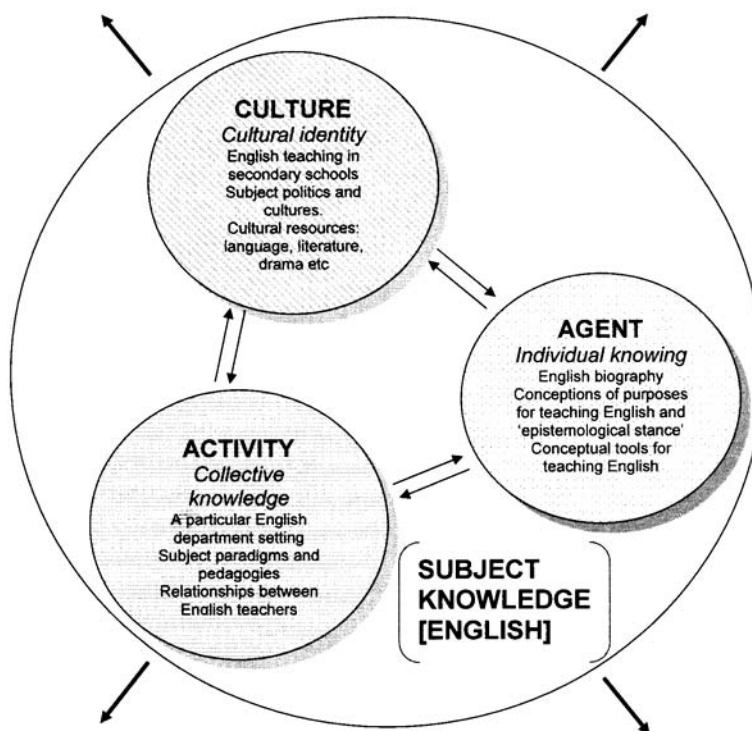 CULTURE
Cultural identity
English teaching in
secondary schools
Subject politics and
cultures.
Cultural resources:
language, literature,
drama etc
AGENT
Individual knowing
English biography
Conceptions of purposes
for teaching English and
'epistemological stance'
Conceptual tools for
teaching English
ACTIVITY
Collective
knowledge
A particular English
department setting
Subject paradigms and
pedagogies
Relationships between
English teachers
SUBJECT
KNOWLEDGE
[ENGLISH]